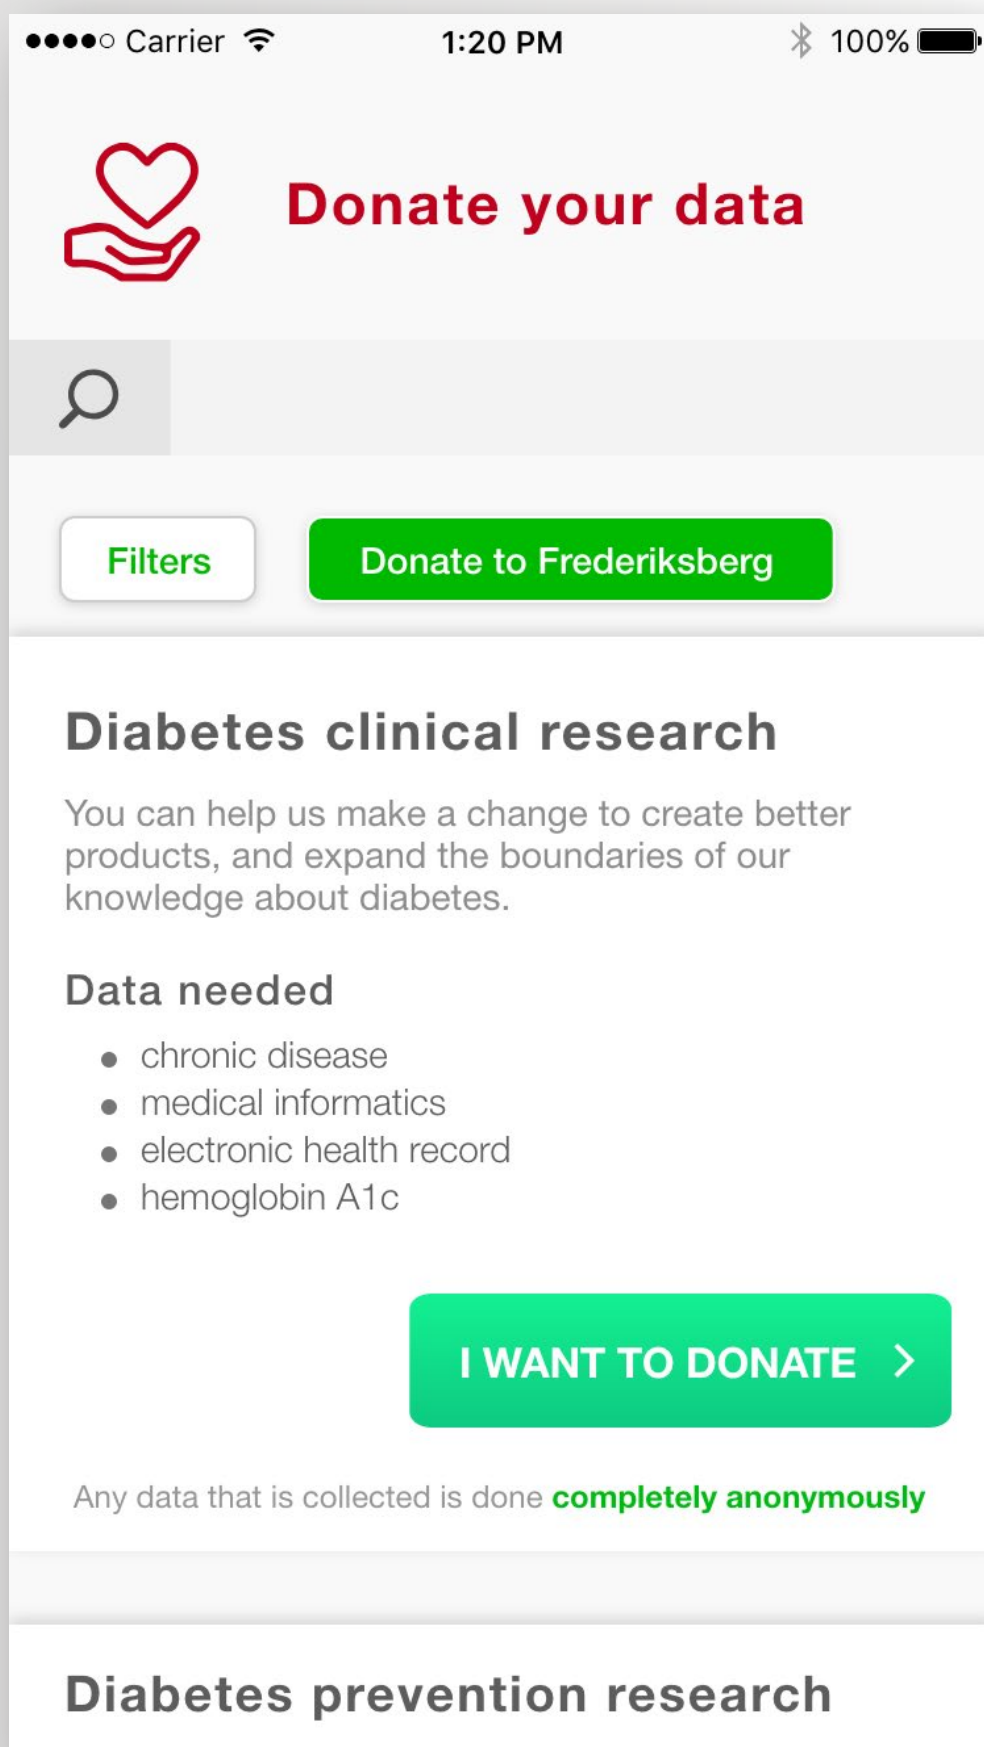 Carrier 1:20 PM 100%
Donate your data
Filters Donate to Frederiksberg
Diabetes clinical research
You can help us make a change to create better
products, and expand the boundaries of our
knowledge about diabetes.
Data needed
• chronic disease
• medical informatics
• electronic health record
• hemoglobin A1c
I WANT TO DONATE
Any data that is collected is done completely anonymously
Diabetes prevention research